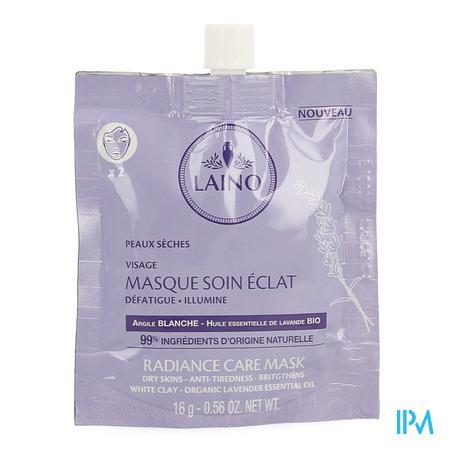 NOUVEAU
x2
LAINO
PEAUX SÈCHES
VISAGE
MASQUE SOIN ÉCLAT
DÉFATIGUE • ILLUMINE
ARGILE BLANCHE - HUILE ESSENTIELLE DE LAVANDE BIO
99% INGRÉDIENTS D'ORIGINE NATURELLE
RADIANCE CARE MASK
DRY SKINS - ANTI-TIREDNESS - BRITGTHENS
WHITE CLAY - ORGANIC LAVENDER ESSENTIAL OIL
16 g - 0.56 OZ. NET WT.
IPM